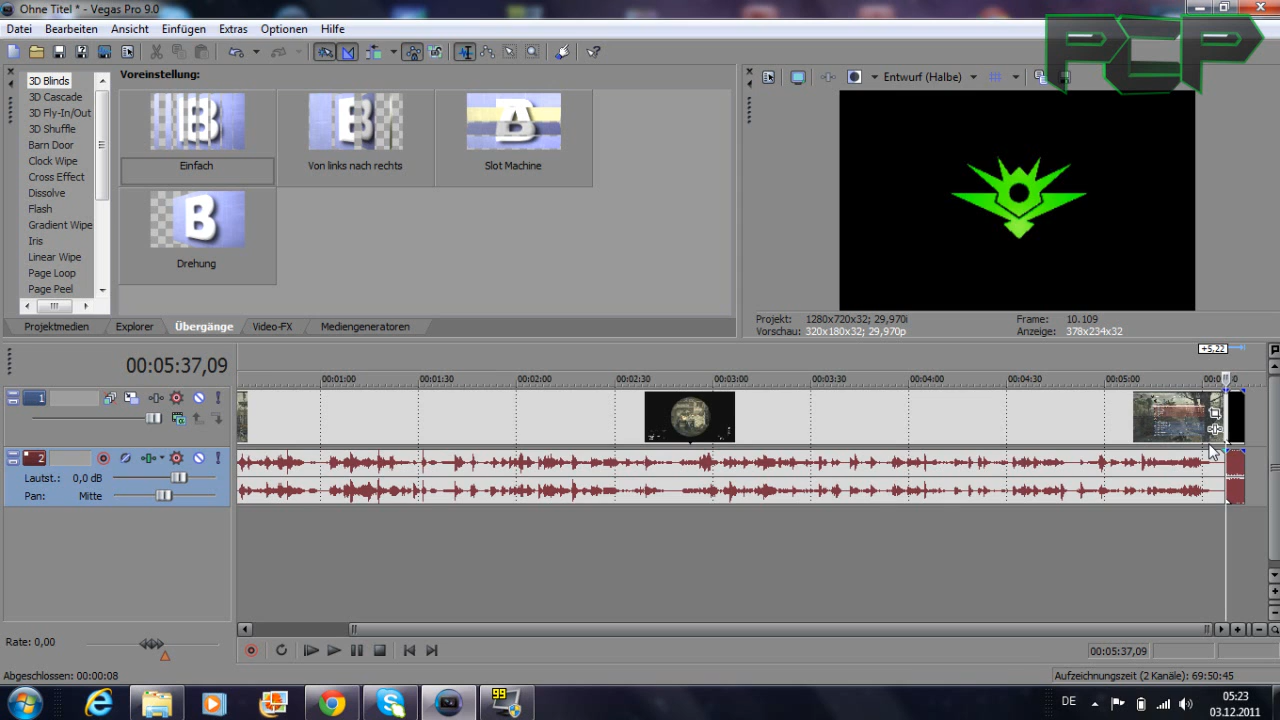 Ohne Titel * - Vegas Pro 9.0
Datei Bearbeiten Ansicht Einfügen Extras Optionen Hilfe
PCP
3D Blinds
3D Cascade
3D Fly-In/Out
3D Shuffle
Barn Door
Clock Wipe
Cross Effect
Dissolve
Flash
Gradient Wipe
Iris
Linear Wipe
Page Loop
Page Peel
Voreinstellung:
Einfach
Von links nach rechts
Slot Machine
Drehung
Projektmedien Explorer Übergänge Video-FX Mediengeneratoren
Entwurf (Halbe)
Projekt: 1280x720x32; 29,970i Frame: 10.109
Vorschau: 320x180x32; 29,970p Anzeige: 378x234x32
+5,22
00:05:37,09
00:01:00 00:01:30 00:02:00 00:02:30 00:03:00 00:03:30 00:04:00 00:04:30 00:05:00
1
2
Lautst.: 0,0 dB
Pan: Mitte
Rate: 0,00
00:05:37,09
Abgeschlossen: 00:00:08
Aufzeichnungszeit (2 Kanäle): 69:50:45
99
DE
05:23
03.12.2011